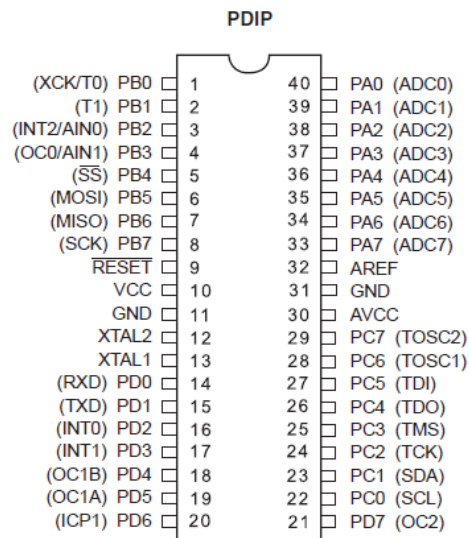 PDIP
(XCK/T0) PB0 1 40 PA0 (ADC0)
(T1) PB1 2 39 PA1 (ADC1)
(INT2/AIN0) PB2 3 38 PA2 (ADC2)
(OC0/AIN1) PB3 4 37 PA3 (ADC3)
(S̅S̅) PB4 5 36 PA4 (ADC4)
(MOSI) PB5 6 35 PA5 (ADC5)
(MISO) PB6 7 34 PA6 (ADC6)
(SCK) PB7 8 33 PA7 (ADC7)
R̅E̅S̅E̅T̅ 9 32 AREF
VCC 10 31 GND
GND 11 30 AVCC
XTAL2 12 29 PC7 (TOSC2)
XTAL1 13 28 PC6 (TOSC1)
(RXD) PD0 14 27 PC5 (TDI)
(TXD) PD1 15 26 PC4 (TDO)
(INT0) PD2 16 25 PC3 (TMS)
(INT1) PD3 17 24 PC2 (TCK)
(OC1B) PD4 18 23 PC1 (SDA)
(OC1A) PD5 19 22 PC0 (SCL)
(ICP1) PD6 20 21 PD7 (OC2)